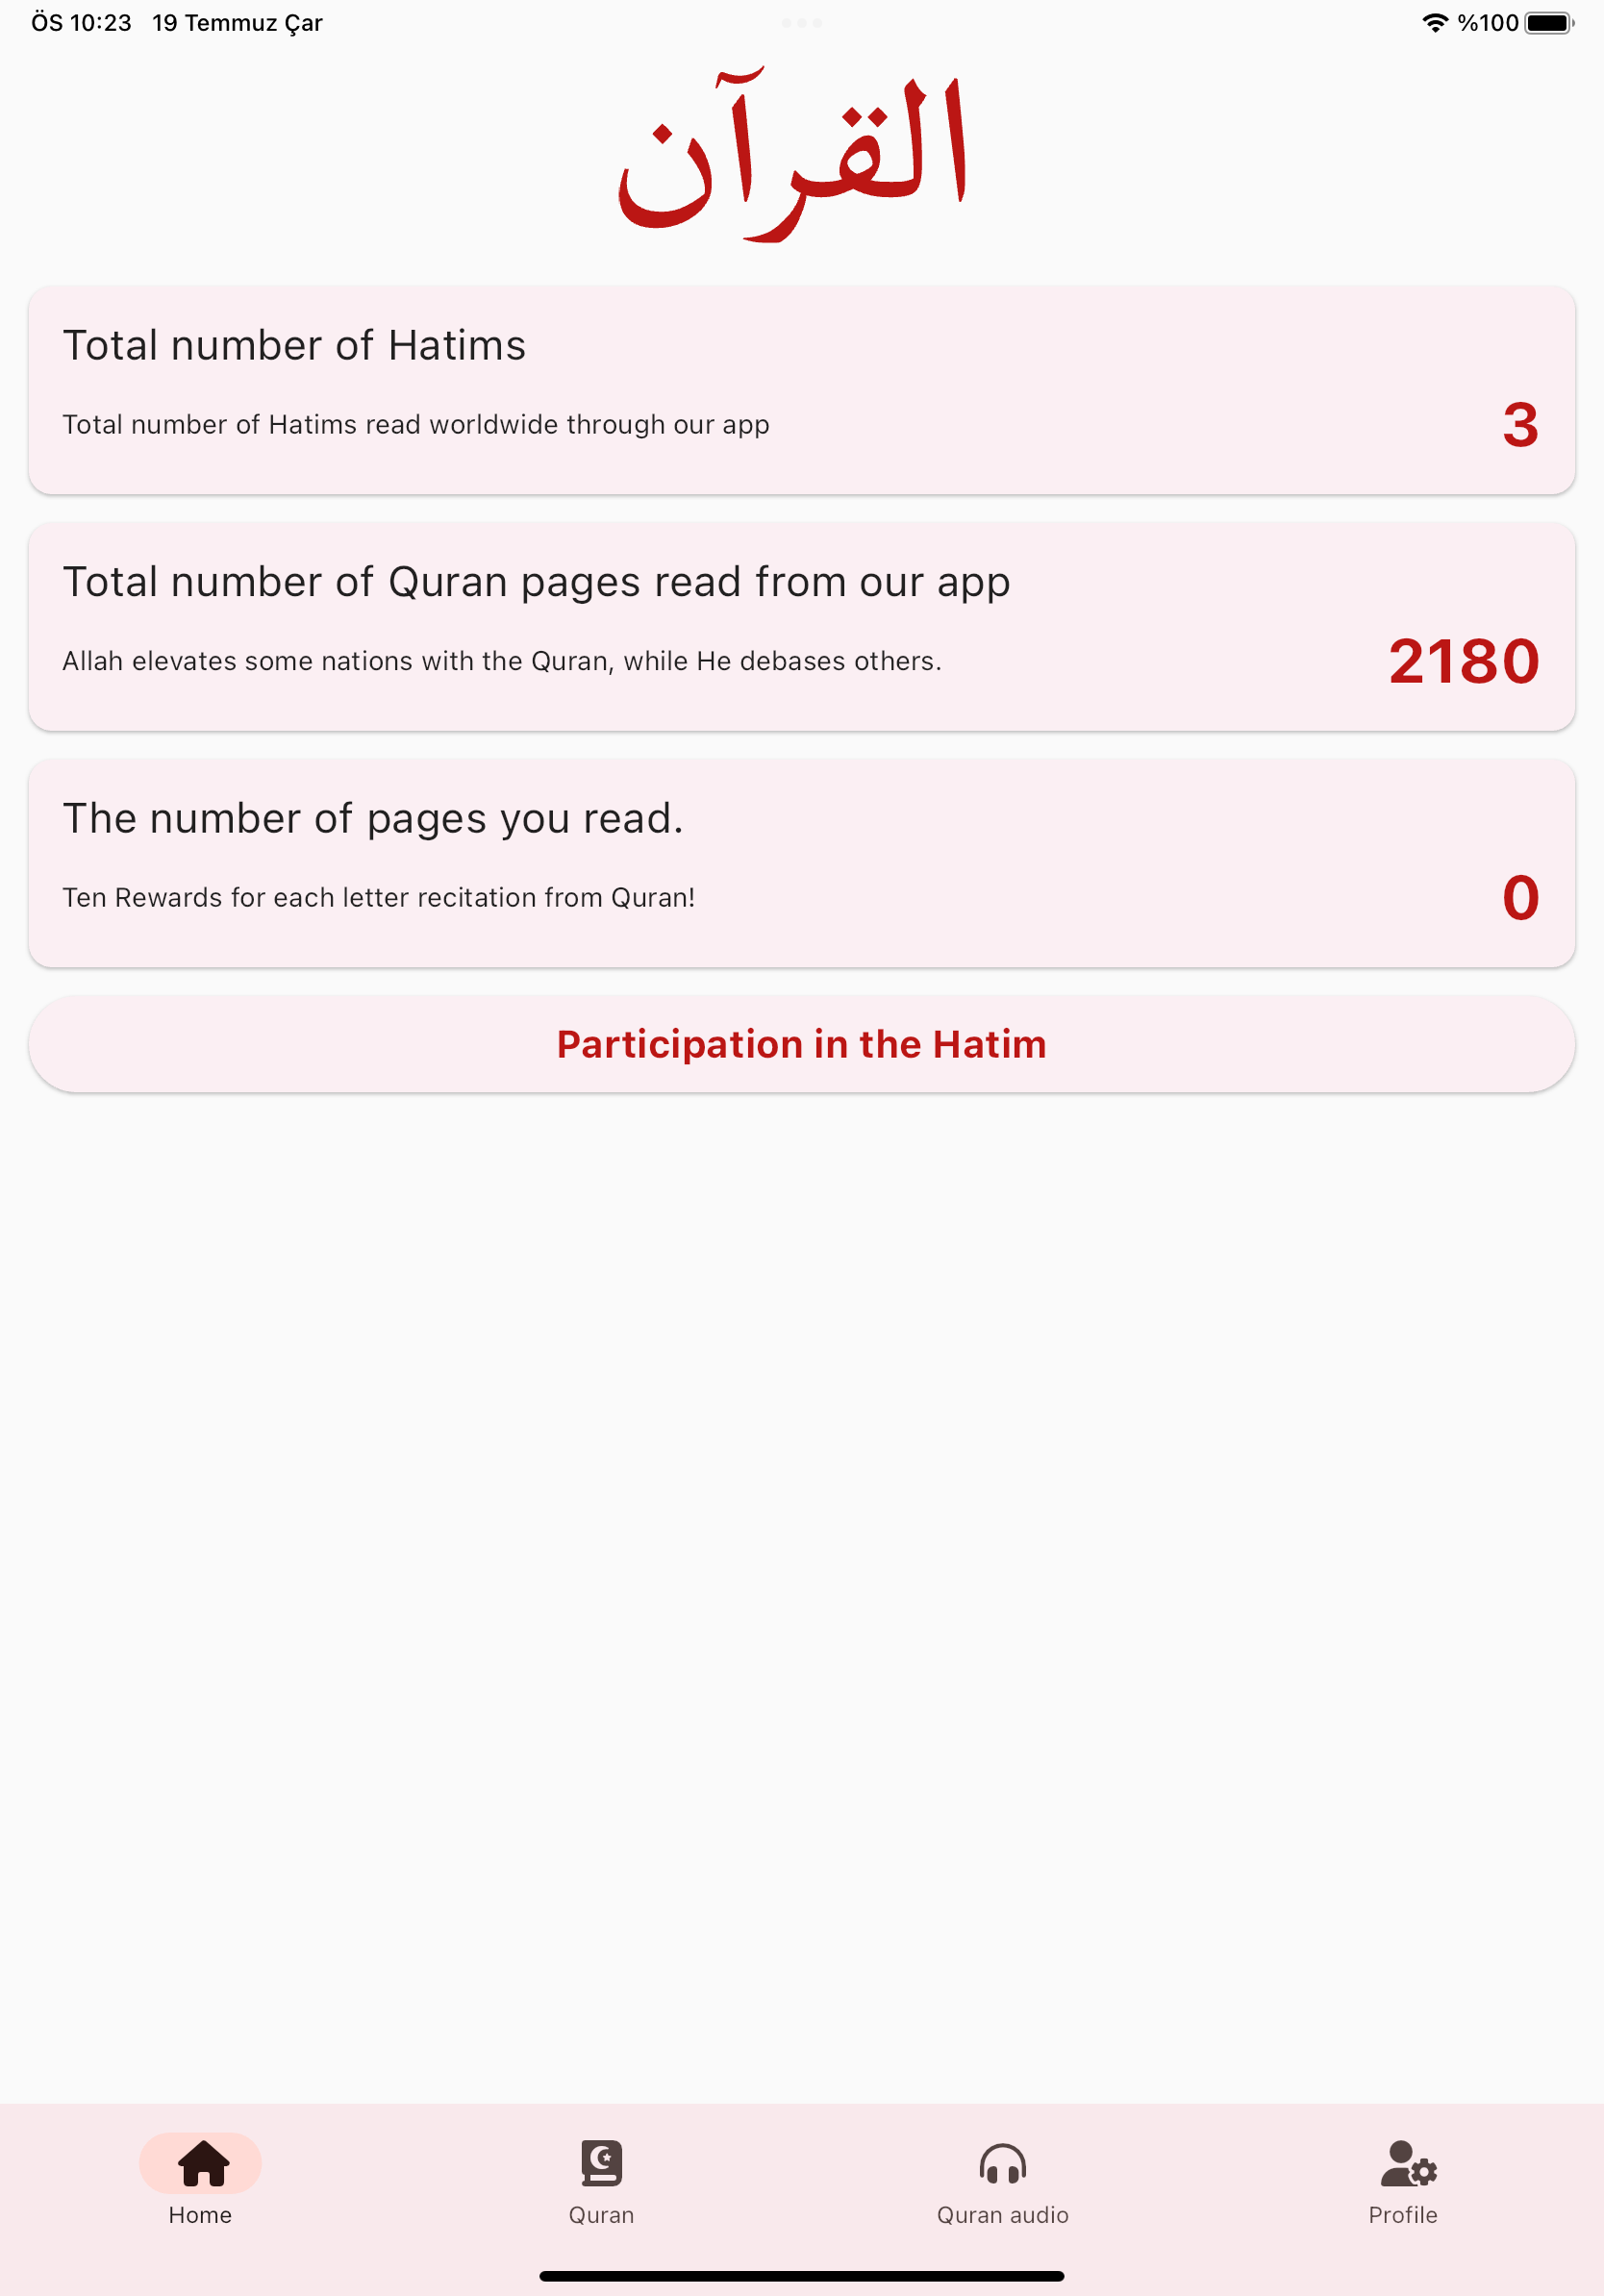 ÖS 10:23 19 Temmuz Çar %100
القرآن
Total number of Hatims
Total number of Hatims read worldwide through our app 3
Total number of Quran pages read from our app
Allah elevates some nations with the Quran, while He debases others. 2180
The number of pages you read.
Ten Rewards for each letter recitation from Quran! 0
Participation in the Hatim
Home Quran Quran audio Profile